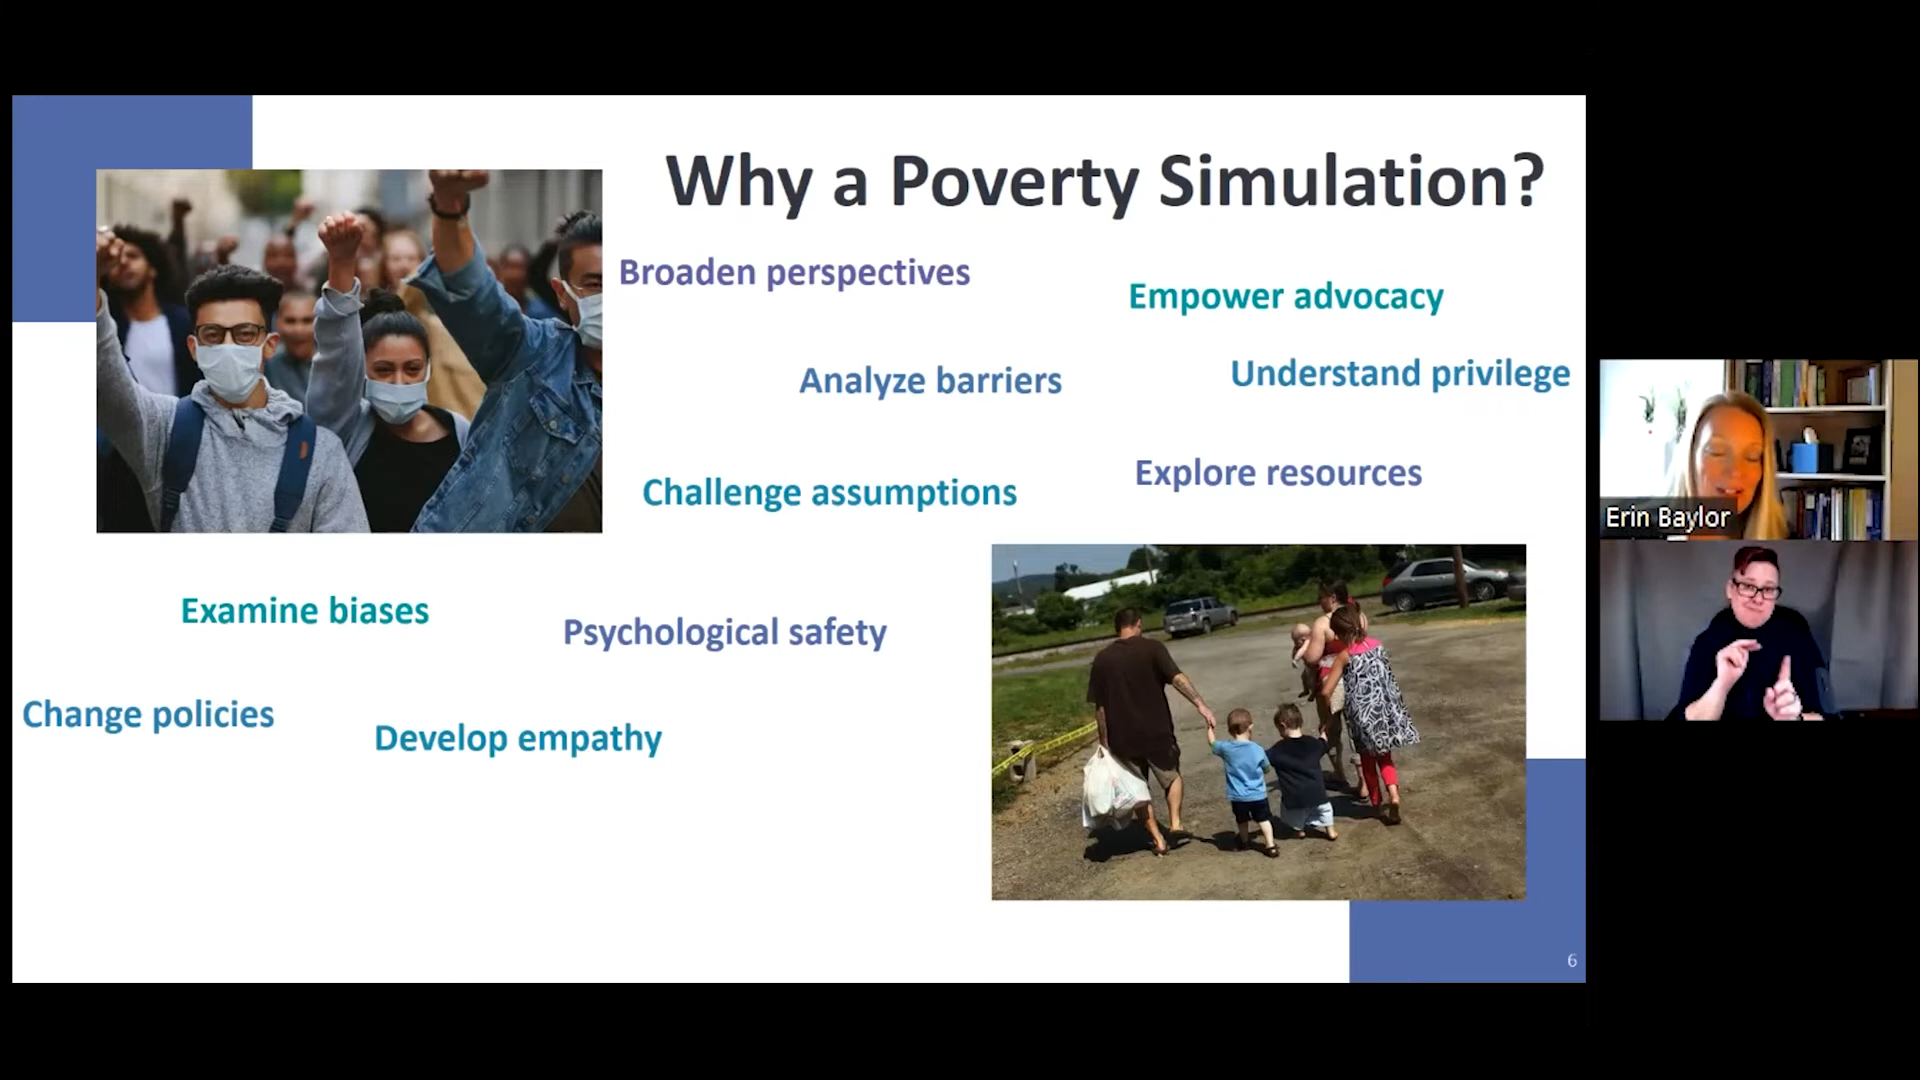 Why a Poverty Simulation?
Broaden perspectives
Empower advocacy
Analyze barriers
Understand privilege
Challenge assumptions
Explore resources
Examine biases
Psychological safety
Change policies
Develop empathy
6
Erin Baylor